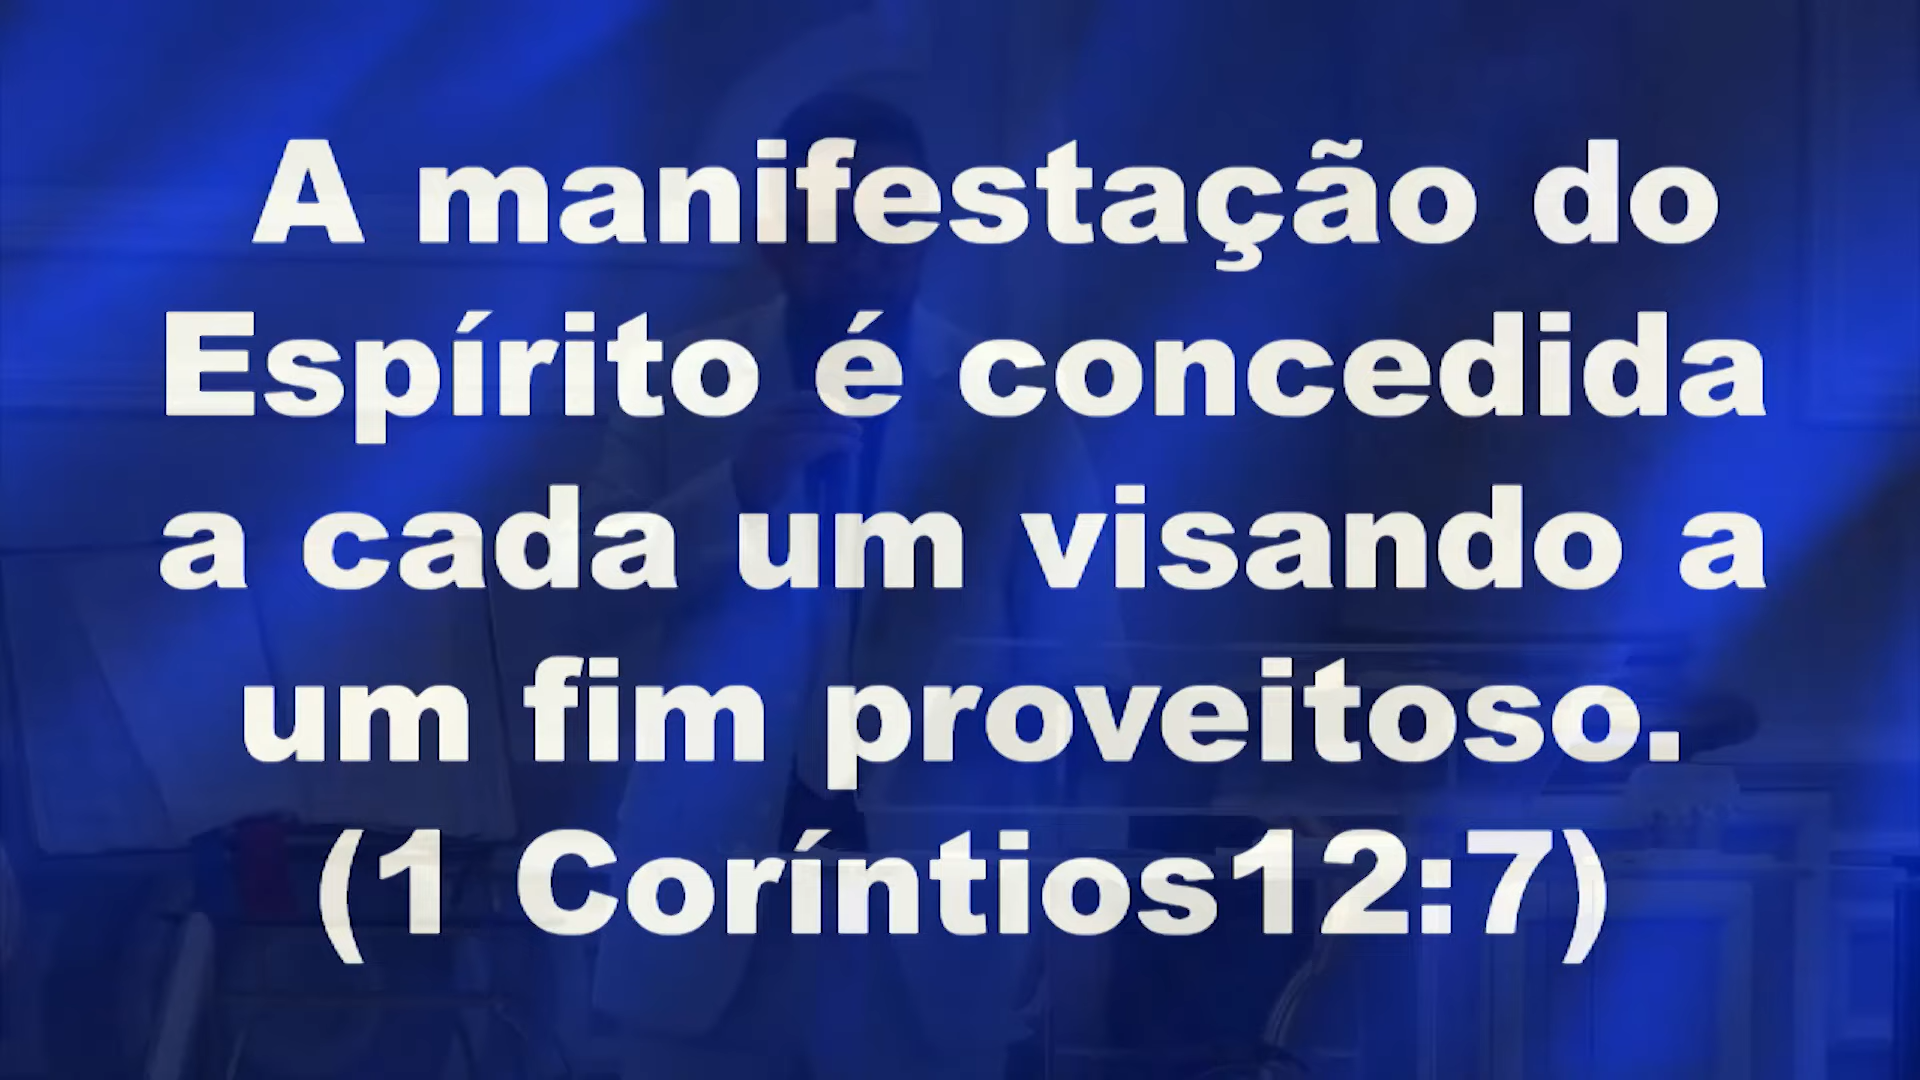 A manifestação do
Espírito é concedida
a cada um visando a
um fim proveitoso.
(1 Coríntios12:7)